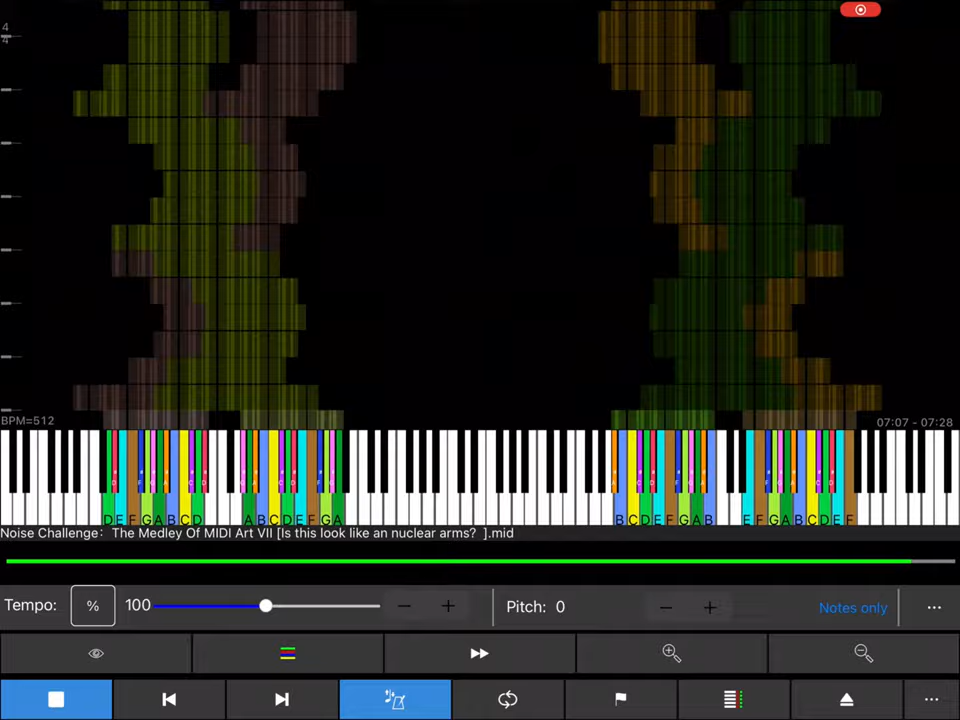 4
4
BPM=512
07:07 - 07:28
D E F G A B C D A B C D E F G A B C D E F G A B E F G A B C D E F
Noise Challenge： The Medley Of MIDI Art VII [Is this look like an nuclear arms? ].mid
Tempo: % 100 − + Pitch: 0 − + Notes only ...
...